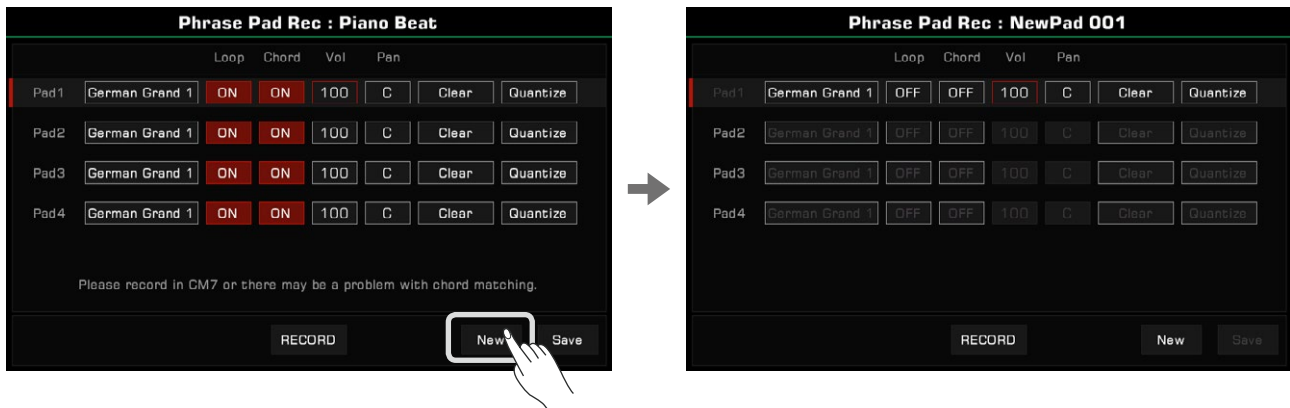 Phrase Pad Rec : Piano Beat
Loop Chord Vol Pan
Pad1 German Grand 1 ON ON 100 C Clear Quantize
Pad2 German Grand 1 ON ON 100 C Clear Quantize
Pad3 German Grand 1 ON ON 100 C Clear Quantize
Pad4 German Grand 1 ON ON 100 C Clear Quantize
Please record in CM7 or there may be a problem with chord matching.
RECORD New Save
Phrase Pad Rec : NewPad 001
Loop Chord Vol Pan
Pad1 German Grand 1 OFF OFF 100 C Clear Quantize
Pad2 German Grand 1 OFF OFF 100 C Clear Quantize
Pad3 German Grand 1 OFF OFF 100 C Clear Quantize
Pad4 German Grand 1 OFF OFF 100 C Clear Quantize
RECORD New Save